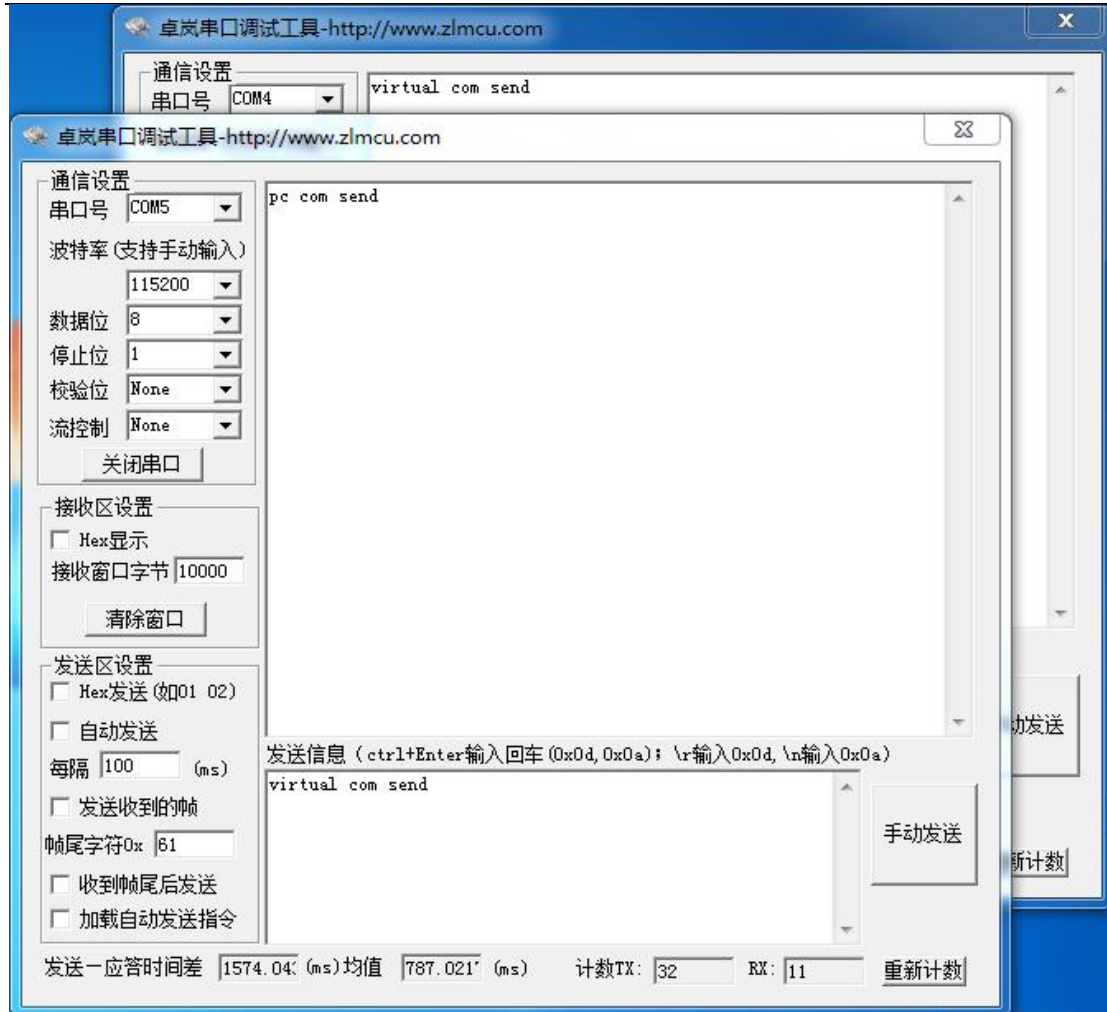 卓岚串口调试工具-http://www.zlmcu.com
通信设置
串口号 COM4
virtual com send
卓岚串口调试工具-http://www.zlmcu.com
通信设置
串口号 COM5
pc com send
波特率(支持手动输入)
115200
数据位 8
停止位 1
校验位 None
流控制 None
关闭串口
接收区设置
Hex显示
接收窗口字节 10000
清除窗口
发送区设置
Hex发送(如01 02)
自动发送
每隔 100 (ms)
发送收到的帧
帧尾字符0x 61
收到帧尾后发送
加载自动发送指令
发送信息(ctrl+Enter输入回车(0x0d,0x0a); \r输入0x0d, \n输入0x0a)
virtual com send
手动发送
动发送
新计数
发送一应答时间差 1574.04 (ms)均值 787.021 (ms) 计数TX: 32 RX: 11 重新计数